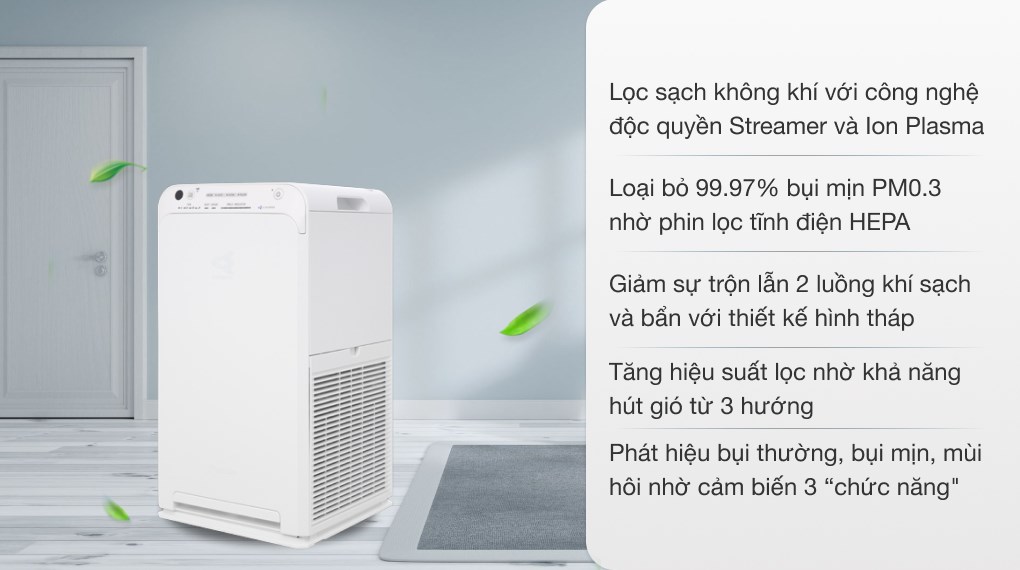 Lọc sạch không khí với công nghệ
độc quyền Streamer và Ion Plasma
Loại bỏ 99.97% bụi mịn PM0.3
nhờ phin lọc tĩnh điện HEPA
Giảm sự trộn lẫn 2 luồng khí sạch
và bẩn với thiết kế hình tháp
Tăng hiệu suất lọc nhờ khả năng
hút gió từ 3 hướng
Phát hiệu bụi thường, bụi mịn, mùi
hôi nhờ cảm biến 3 “chức năng"